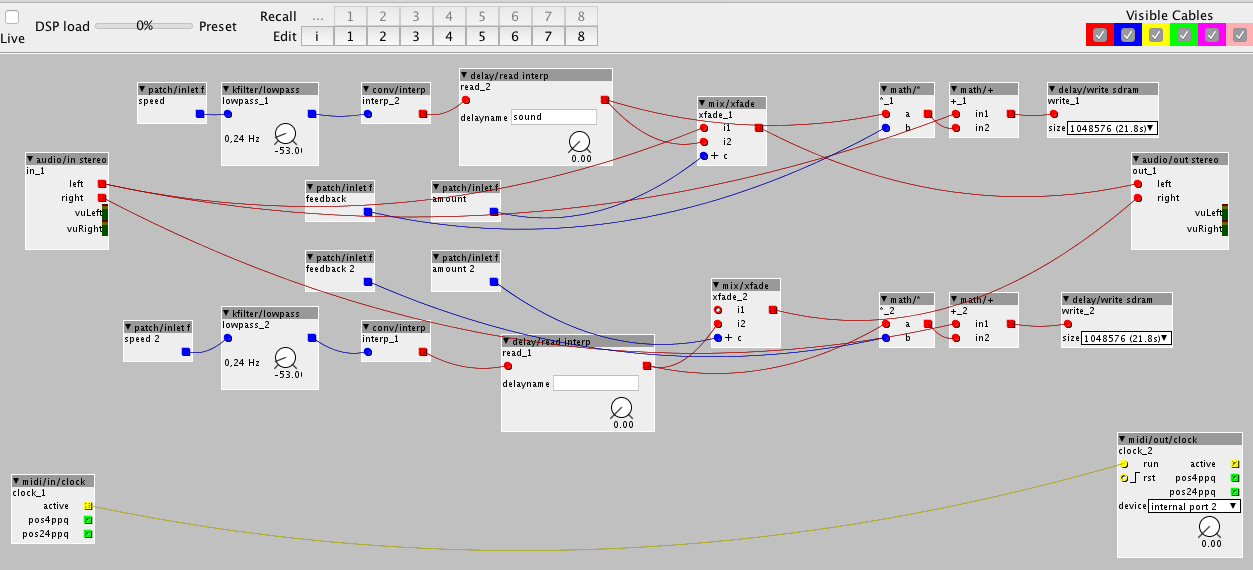 Live
DSP load 0% Preset
Recall ... 1 2 3 4 5 6 7 8
Edit i 1 2 3 4 5 6 7 8
Visible Cables
patch/inlet f
speed
kfilter/lowpass
lowpass_1
0,24 Hz
-53.0
conv/interp
interp_2
delay/read interp
read_2
delayname sound
0.00
mix/xfade
xfade_1
i1
i2
+ c
math/*
*_1
a
b
math/+
+_1
in1
in2
delay/write sdram
write_1
size 1048576 (21.8s)
audio/in stereo
in_1
left
right
vuLeft
vuRight
audio/out stereo
out_1
left
right
vuLeft
vuRight
patch/inlet f
feedback
patch/inlet f
amount
patch/inlet f
feedback 2
patch/inlet f
amount 2
patch/inlet f
speed 2
kfilter/lowpass
lowpass_2
0,24 Hz
-53.0
conv/interp
interp_1
delay/read interp
read_1
delayname
0.00
mix/xfade
xfade_2
i1
i2
+ c
math/*
*_2
a
b
math/+
+_2
in1
in2
delay/write sdram
write_2
size 1048576 (21.8s)
midi/in/clock
clock_1
active
pos4ppq
pos24ppq
midi/out/clock
clock_2
run active
rst pos4ppq
pos24ppq
device internal port 2
0.00